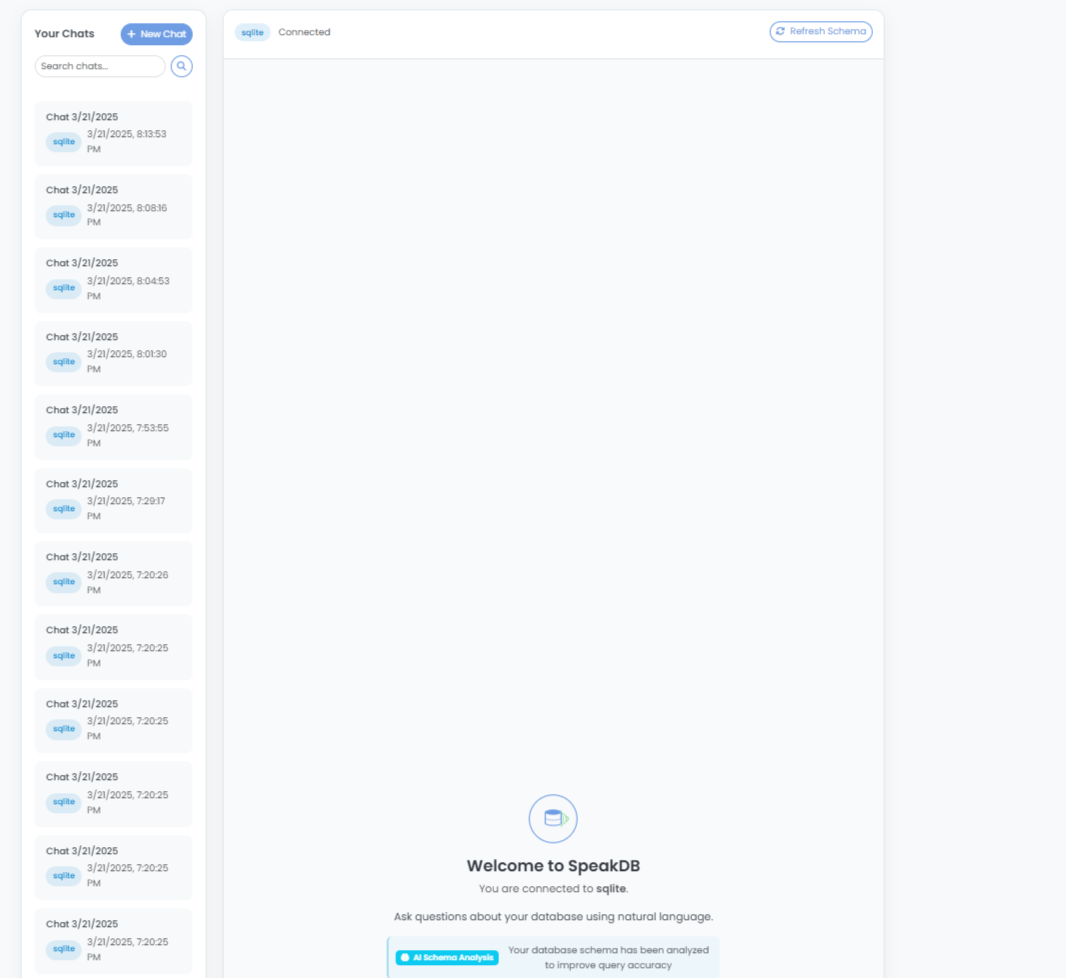 Your Chats
+ New Chat
Search chats...
Chat 3/21/2025
sqlite
3/21/2025, 8:13:53
PM
Chat 3/21/2025
sqlite
3/21/2025, 8:08:16
PM
Chat 3/21/2025
sqlite
3/21/2025, 8:04:53
PM
Chat 3/21/2025
sqlite
3/21/2025, 8:01:30
PM
Chat 3/21/2025
sqlite
3/21/2025, 7:53:55
PM
Chat 3/21/2025
sqlite
3/21/2025, 7:29:17
PM
Chat 3/21/2025
sqlite
3/21/2025, 7:20:26
PM
Chat 3/21/2025
sqlite
3/21/2025, 7:20:25
PM
Chat 3/21/2025
sqlite
3/21/2025, 7:20:25
PM
Chat 3/21/2025
sqlite
3/21/2025, 7:20:25
PM
Chat 3/21/2025
sqlite
3/21/2025, 7:20:25
PM
Chat 3/21/2025
sqlite
3/21/2025, 7:20:25
PM
sqlite Connected
Refresh Schema
Welcome to SpeakDB
You are connected to sqlite.
Ask questions about your database using natural language.
AI Schema Analysis
Your database schema has been analyzed
to improve query accuracy